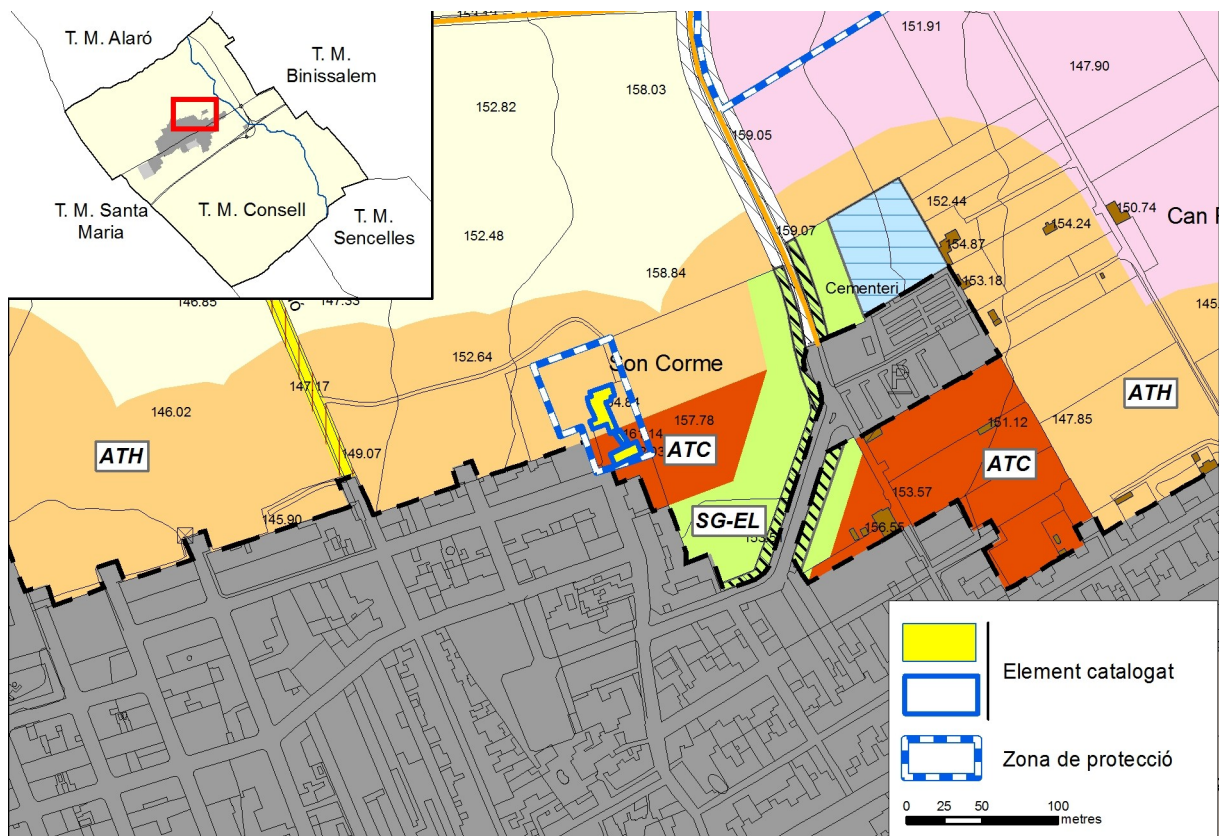 T. M. Alaró
T. M.
Binissalem
T. M. Santa
Maria
T. M. Consell
T. M.
Sencelles
151.91
147.90
152.82
158.03
159.05
152.44
150.74
159.07
154.24
Can
152.48
154.87
158.84
153.18
Cementeri
146.85
147.33
152.64
Son Corme
147.17
146.02
157.78
151.12
147.85
ATH
ATH
149.07
ATC
ATC
153.57
145.90
SG-EL
156.55
Element catalogat
Zona de protecció
0 25 50 100
metres